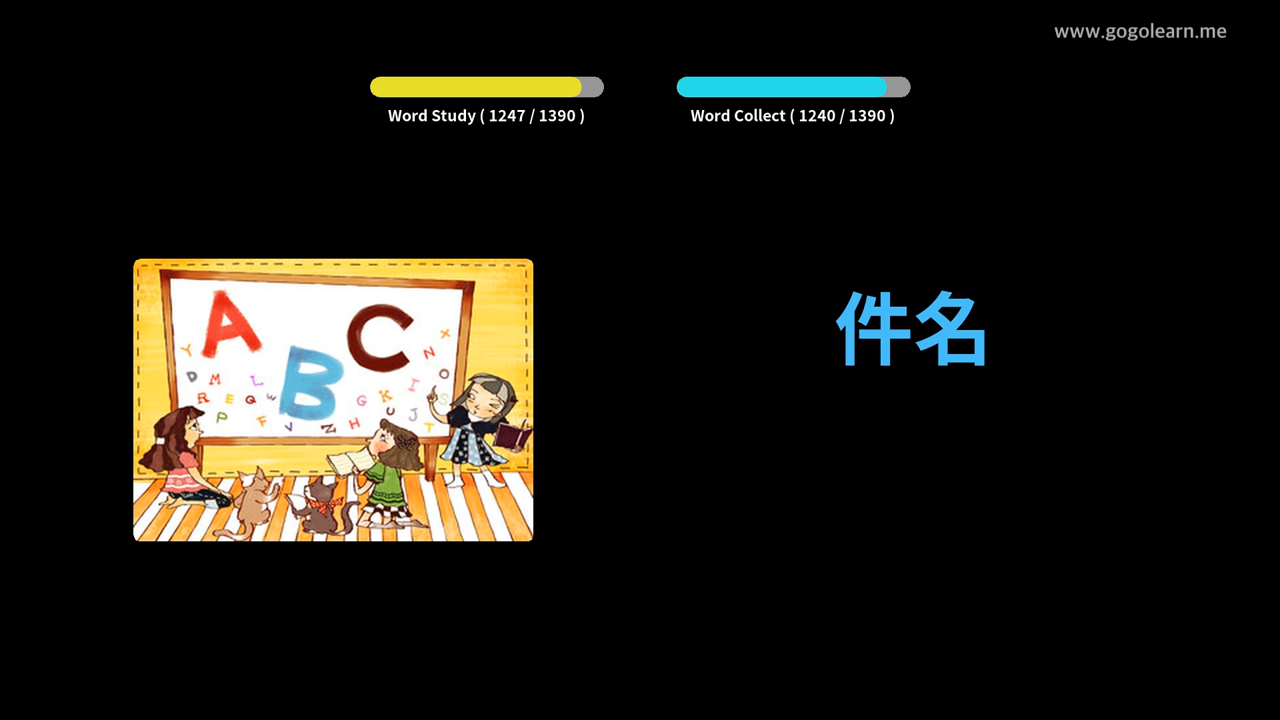 www.gogolearn.me
Word Study ( 1247 / 1390 )
Word Collect ( 1240 / 1390 )
件名
A
B
C
Y
X
N
D
M
L
O
R
E
Q
W
G
K
I
S
P
F
V
Z
H
U
J
T